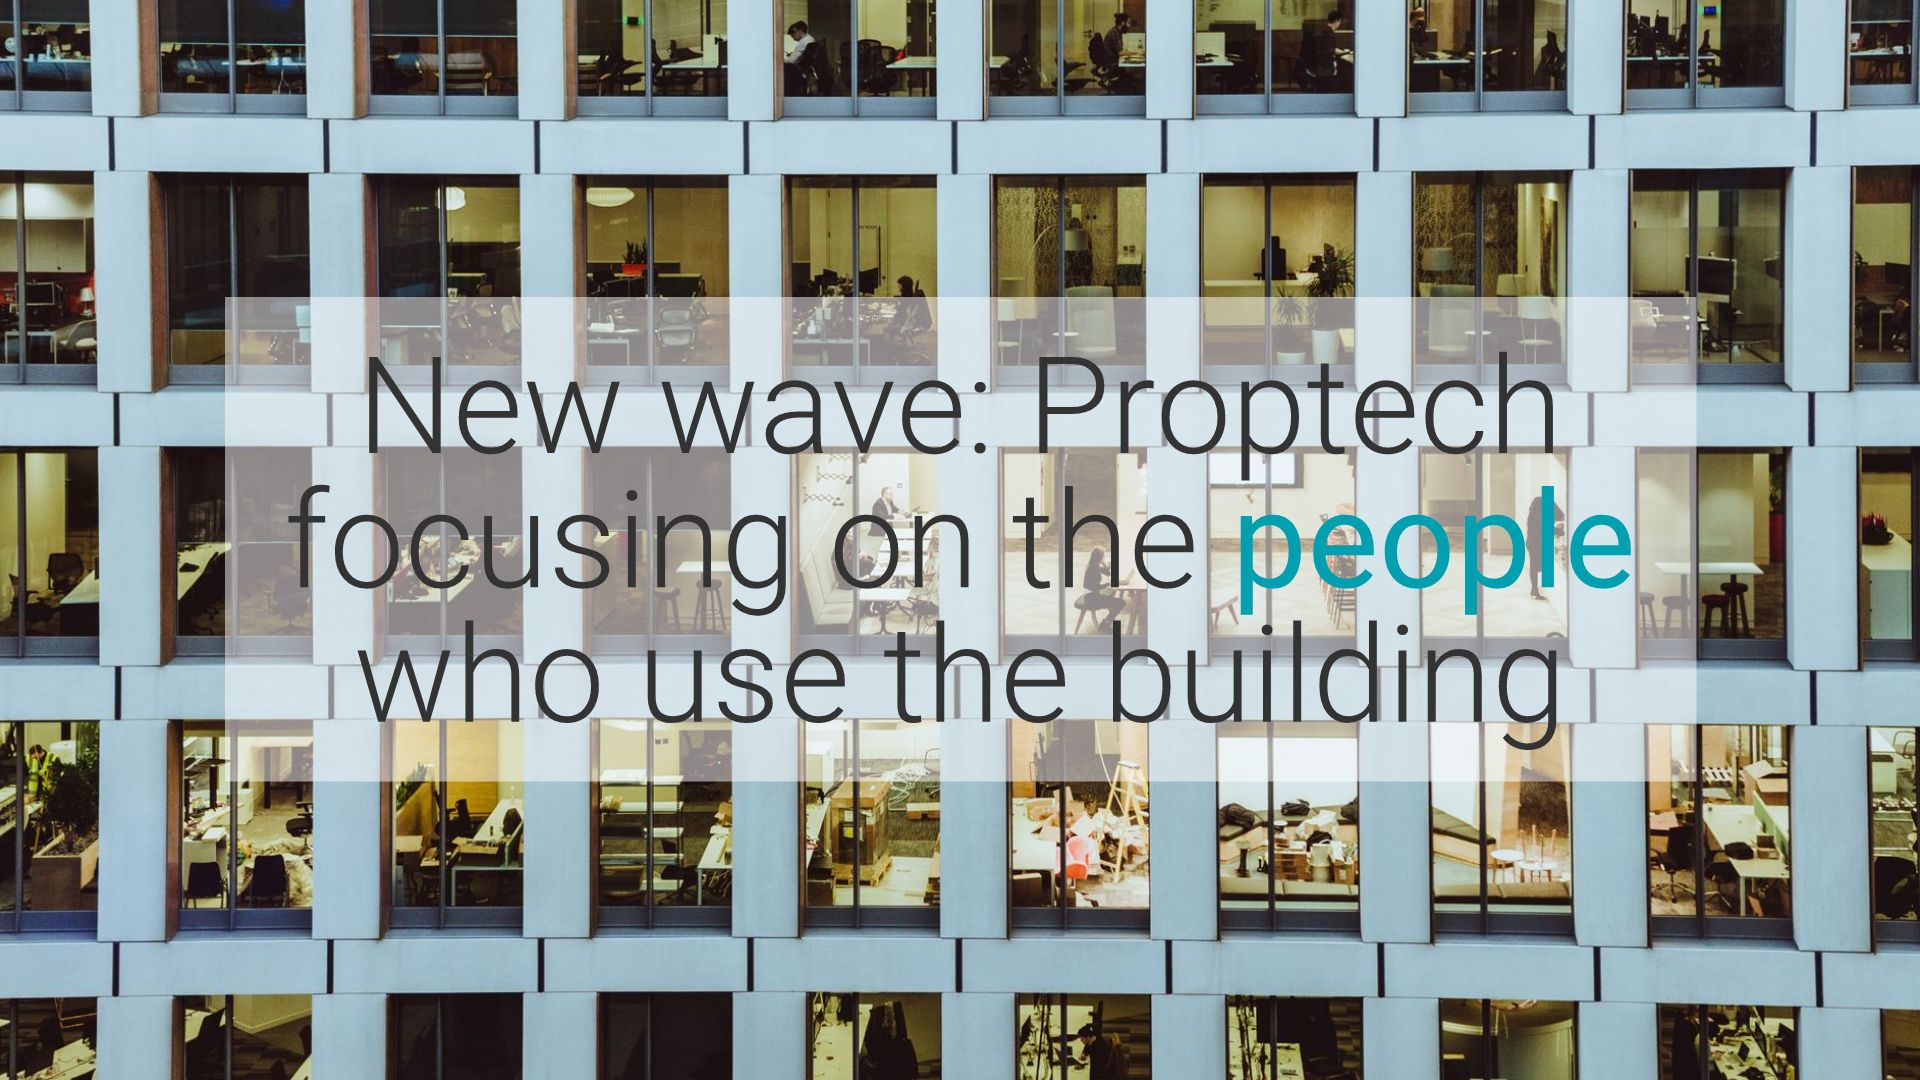 New wave: Proptech
focusing on the people
who use the building